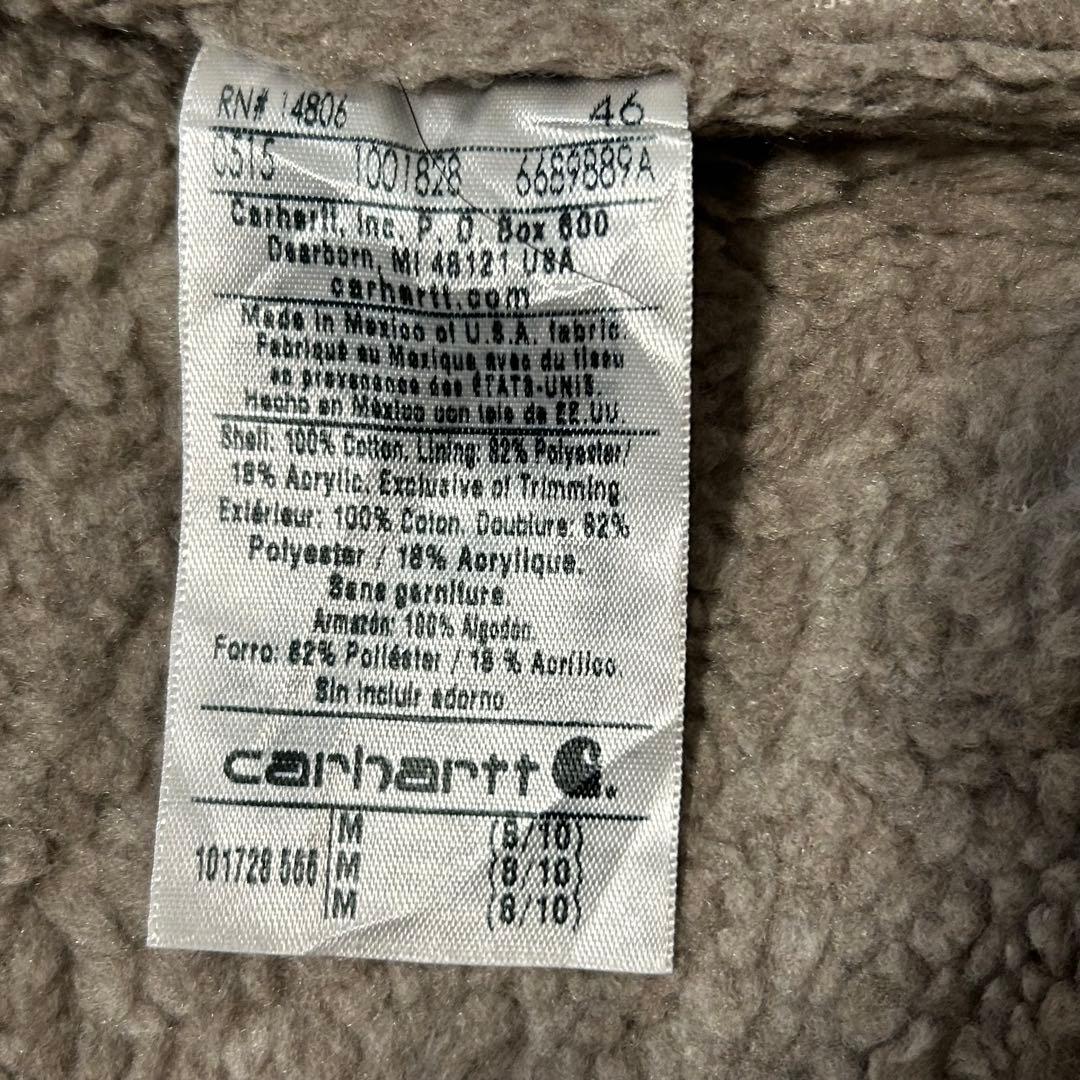 RN# 14806 46
0515 1001828 6689889A
Carhartt, Inc. P. O. Box 600
Dearborn, MI 48121 USA
carhartt.com
Made in Mexico of U.S.A. fabric
Fabriqué au Mexique avec du tissu
en provenance des ÉTATS-UNIS.
Hecho en México con tela de EE.UU
Shell: 100% Cotton. Lining: 82% Polyester/
18% Acrylic. Exclusive of Trimming
Extérieur: 100% Coton. Doublure: 82%
Polyester / 18% Acrylique.
Sans garniture.
Armazón: 100% Algodon.
Forro: 82% Poliéster / 18 % Acrílico.
Sin incluir adorno
carhartt
M (8/10)
101728 566 M (8/10)
M (8/10)